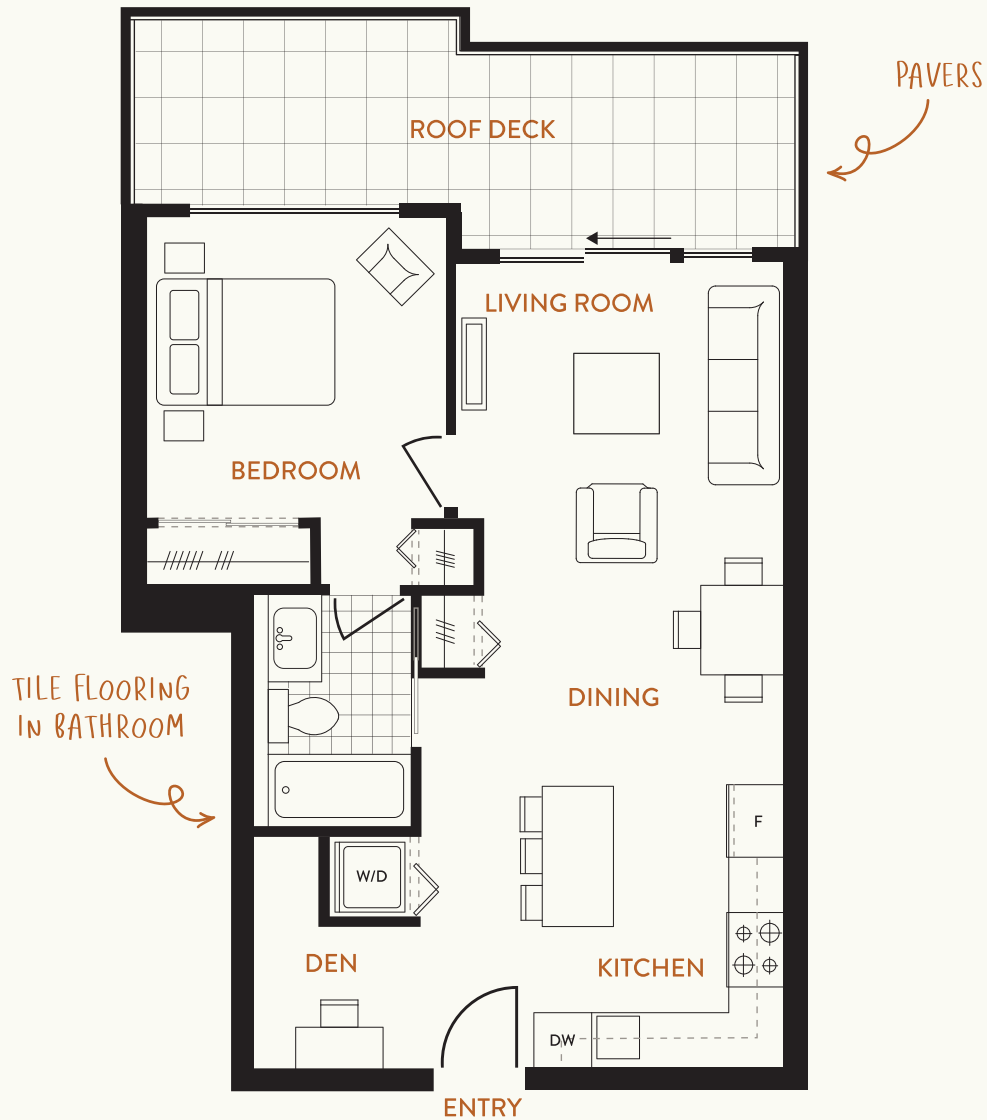 PAVERS
ROOF DECK
LIVING ROOM
BEDROOM
TILE FLOORING
IN BATHROOM
DINING
F
W/D
DEN
KITCHEN
DW
ENTRY